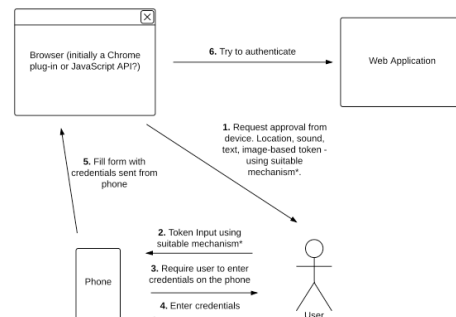 Browser (initially a Chrome
plug-in or JavaScript API?)
6. Try to authenticate
Web Application
1. Request approval from
device. Location, sound,
text, image-based token -
using suitable
mechanism*.
5. Fill form with
credentials sent from
phone
2. Token Input using
suitable mechanism*
3. Require user to enter
credentials on the phone
Phone
4. Enter credentials
User